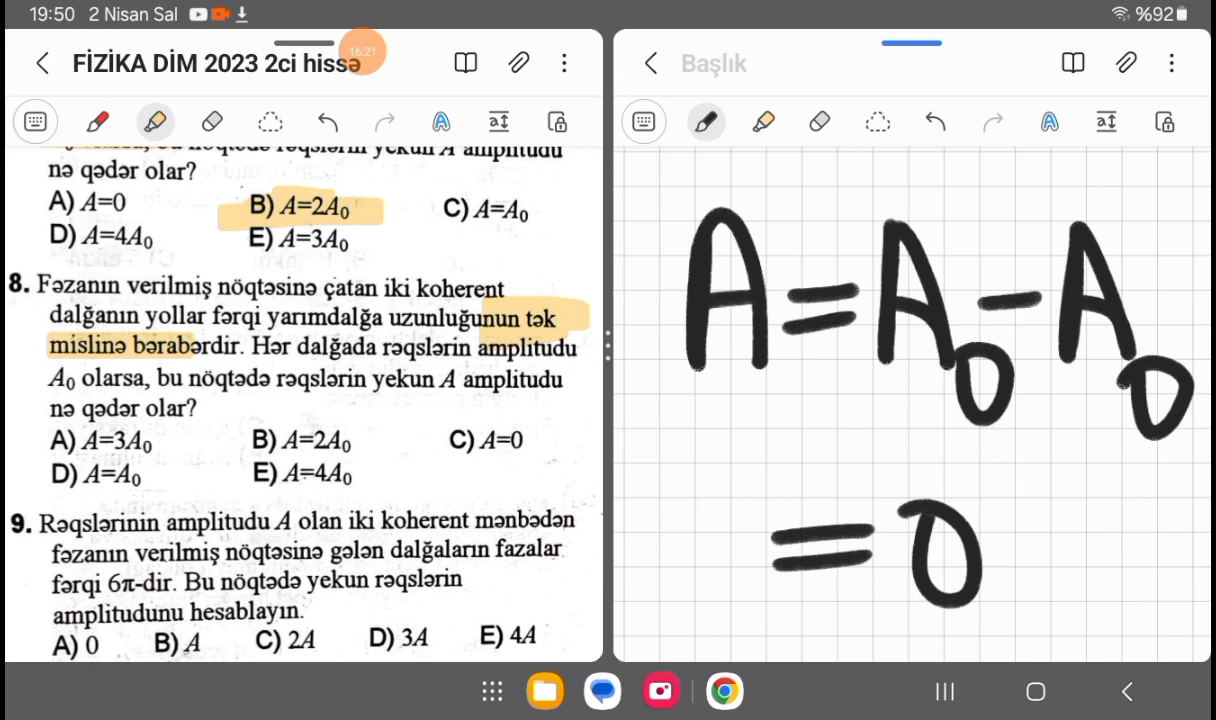 19:50 2 Nisan Sal
%92
FİZİKA DİM 2023 2ci hissə
16:21
Başlık
yekun A amplitudu
nə qədər olar?
A) A=0 B) A=2A₀ C) A=A₀
D) A=4A₀ E) A=3A₀
8. Fəzanın verilmiş nöqtəsinə çatan iki koherent
dalğanın yollar fərqi yarımdalğa uzunluğunun tək
mislinə bərabərdir. Hər dalğada rəqslərin amplitudu
A₀ olarsa, bu nöqtədə rəqslərin yekun A amplitudu
nə qədər olar?
A) A=3A₀ B) A=2A₀ C) A=0
D) A=A₀ E) A=4A₀
9. Rəqslərinin amplitudu A olan iki koherent mənbədən
fəzanın verilmiş nöqtəsinə gələn dalğaların fazalar
fərqi 6π-dir. Bu nöqtədə yekun rəqslərin
amplitudunu hesablayın.
A) 0 B) A C) 2A D) 3A E) 4A
A=A₀-A₀
=0